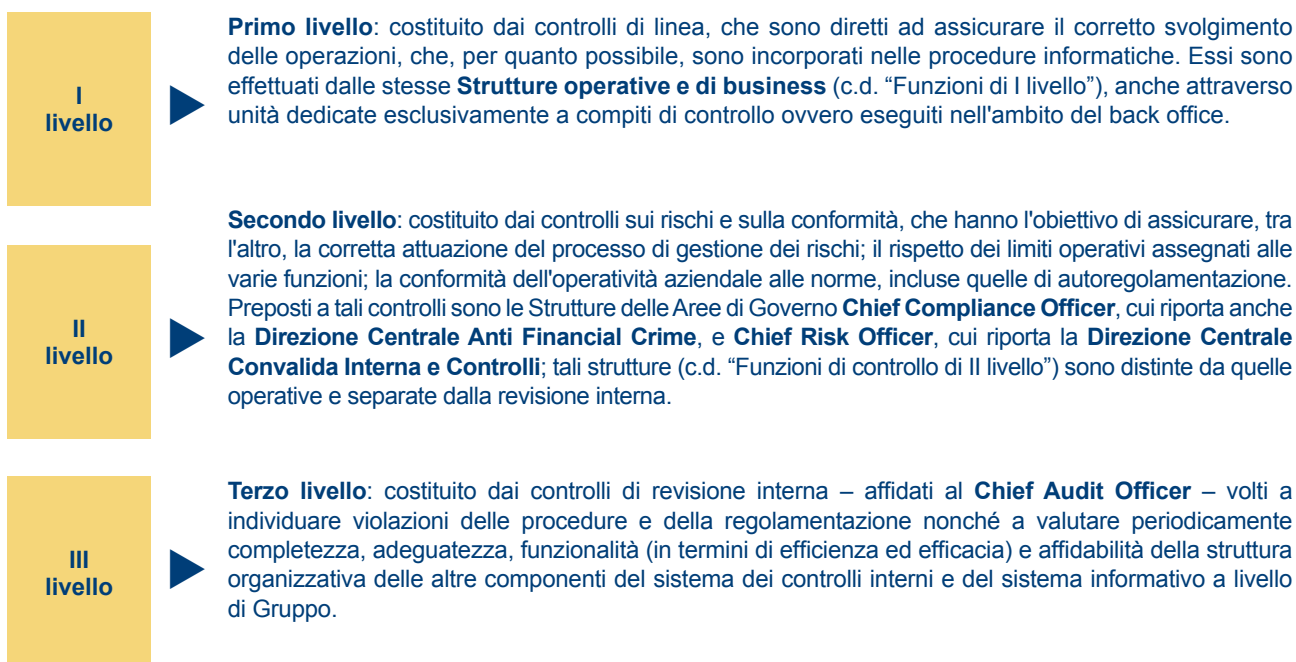 I
livello
Primo livello: costituito dai controlli di linea, che sono diretti ad assicurare il corretto svolgimento
delle operazioni, che, per quanto possibile, sono incorporati nelle procedure informatiche. Essi sono
effettuati dalle stesse Strutture operative e di business (c.d. “Funzioni di I livello”), anche attraverso
unità dedicate esclusivamente a compiti di controllo ovvero eseguiti nell'ambito del back office.
II
livello
Secondo livello: costituito dai controlli sui rischi e sulla conformità, che hanno l'obiettivo di assicurare, tra
l'altro, la corretta attuazione del processo di gestione dei rischi; il rispetto dei limiti operativi assegnati alle
varie funzioni; la conformità dell'operatività aziendale alle norme, incluse quelle di autoregolamentazione.
Preposti a tali controlli sono le Strutture delle Aree di Governo Chief Compliance Officer, cui riporta anche
la Direzione Centrale Anti Financial Crime, e Chief Risk Officer, cui riporta la Direzione Centrale
Convalida Interna e Controlli; tali strutture (c.d. “Funzioni di controllo di II livello”) sono distinte da quelle
operative e separate dalla revisione interna.
III
livello
Terzo livello: costituito dai controlli di revisione interna – affidati al Chief Audit Officer – volti a
individuare violazioni delle procedure e della regolamentazione nonché a valutare periodicamente
completezza, adeguatezza, funzionalità (in termini di efficienza ed efficacia) e affidabilità della struttura
organizzativa delle altre componenti del sistema dei controlli interni e del sistema informativo a livello
di Gruppo.